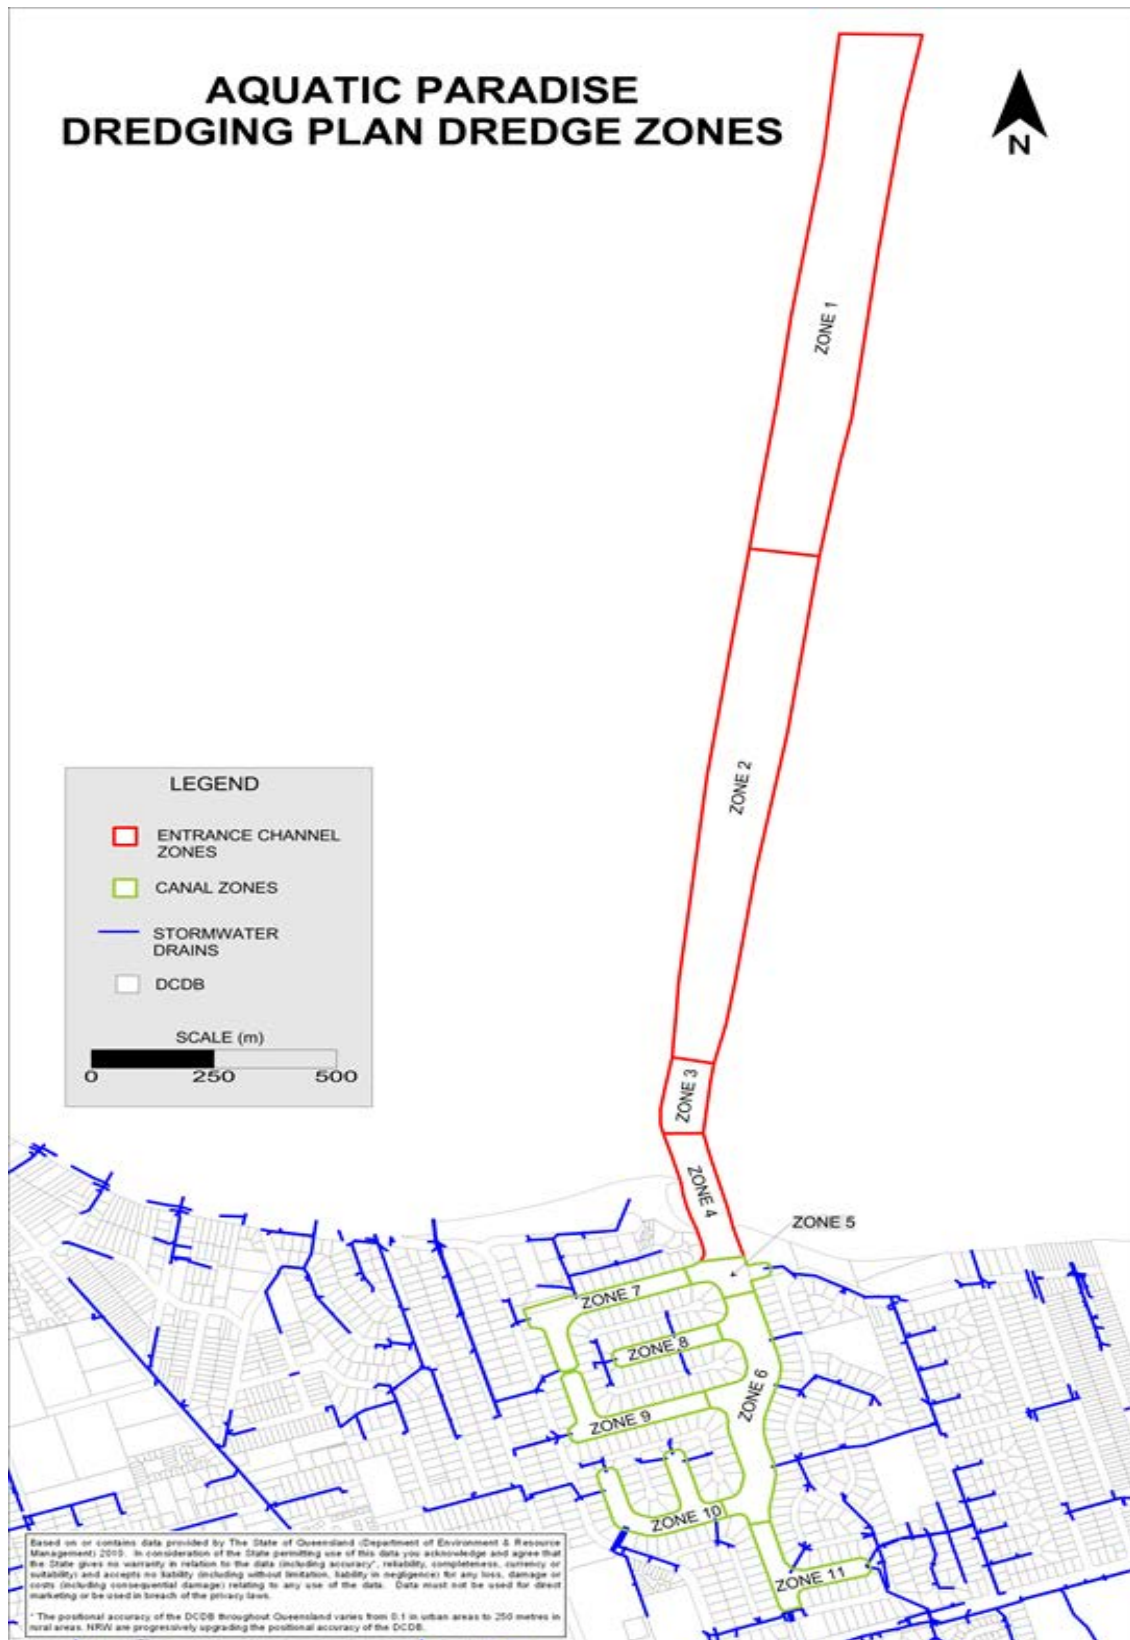 AQUATIC PARADISE
DREDGING PLAN DREDGE ZONES
N
ZONE 1
ZONE 2
LEGEND
ENTRANCE CHANNEL
ZONES
CANAL ZONES
STORMWATER
DRAINS
DCDB
SCALE (m)
0 250 500
ZONE 3
ZONE 4
ZONE 5
ZONE 7
ZONE 8
ZONE 6
ZONE 9
ZONE 10
ZONE 11
Based on or contains data provided by The State of Queensland (Department of Environment & Resource
Management) 2010. In consideration of the State permitting use of this data you acknowledge and agree that
the State gives no warranty in relation to the data (including accuracy*, reliability, completeness, currency or
suitability) and accepts no liability (including without limitation, liability in negligence) for any loss, damage or
costs (including consequential damage) relating to any use of the data. Data must not be used for direct
marketing or be used in breach of the privacy laws.
* The positional accuracy of the DCDB throughout Queensland varies from 0.1 in urban areas to 250 metres in
rural areas. NRW are progressively upgrading the positional accuracy of the DCDB.